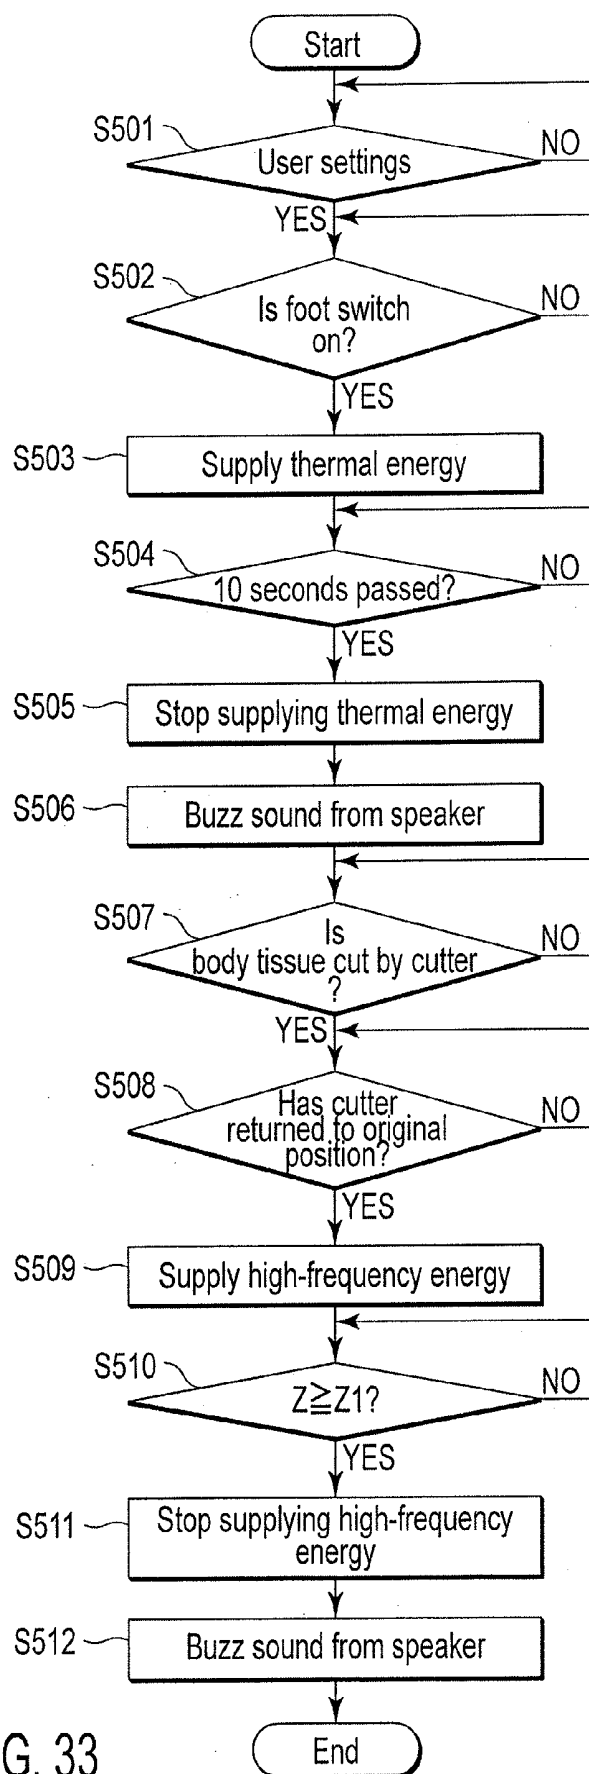 Start
S501
User settings
NO
YES
S502
Is foot switch
on?
NO
YES
S503
Supply thermal energy
S504
10 seconds passed?
NO
YES
S505
Stop supplying thermal energy
S506
Buzz sound from speaker
S507
Is
body tissue cut by cutter
?
NO
YES
S508
Has cutter
returned to original
position?
NO
YES
S509
Supply high-frequency energy
S510
Z≧Z1?
NO
YES
S511
Stop supplying high-frequency
energy
S512
Buzz sound from speaker
End
G. 33